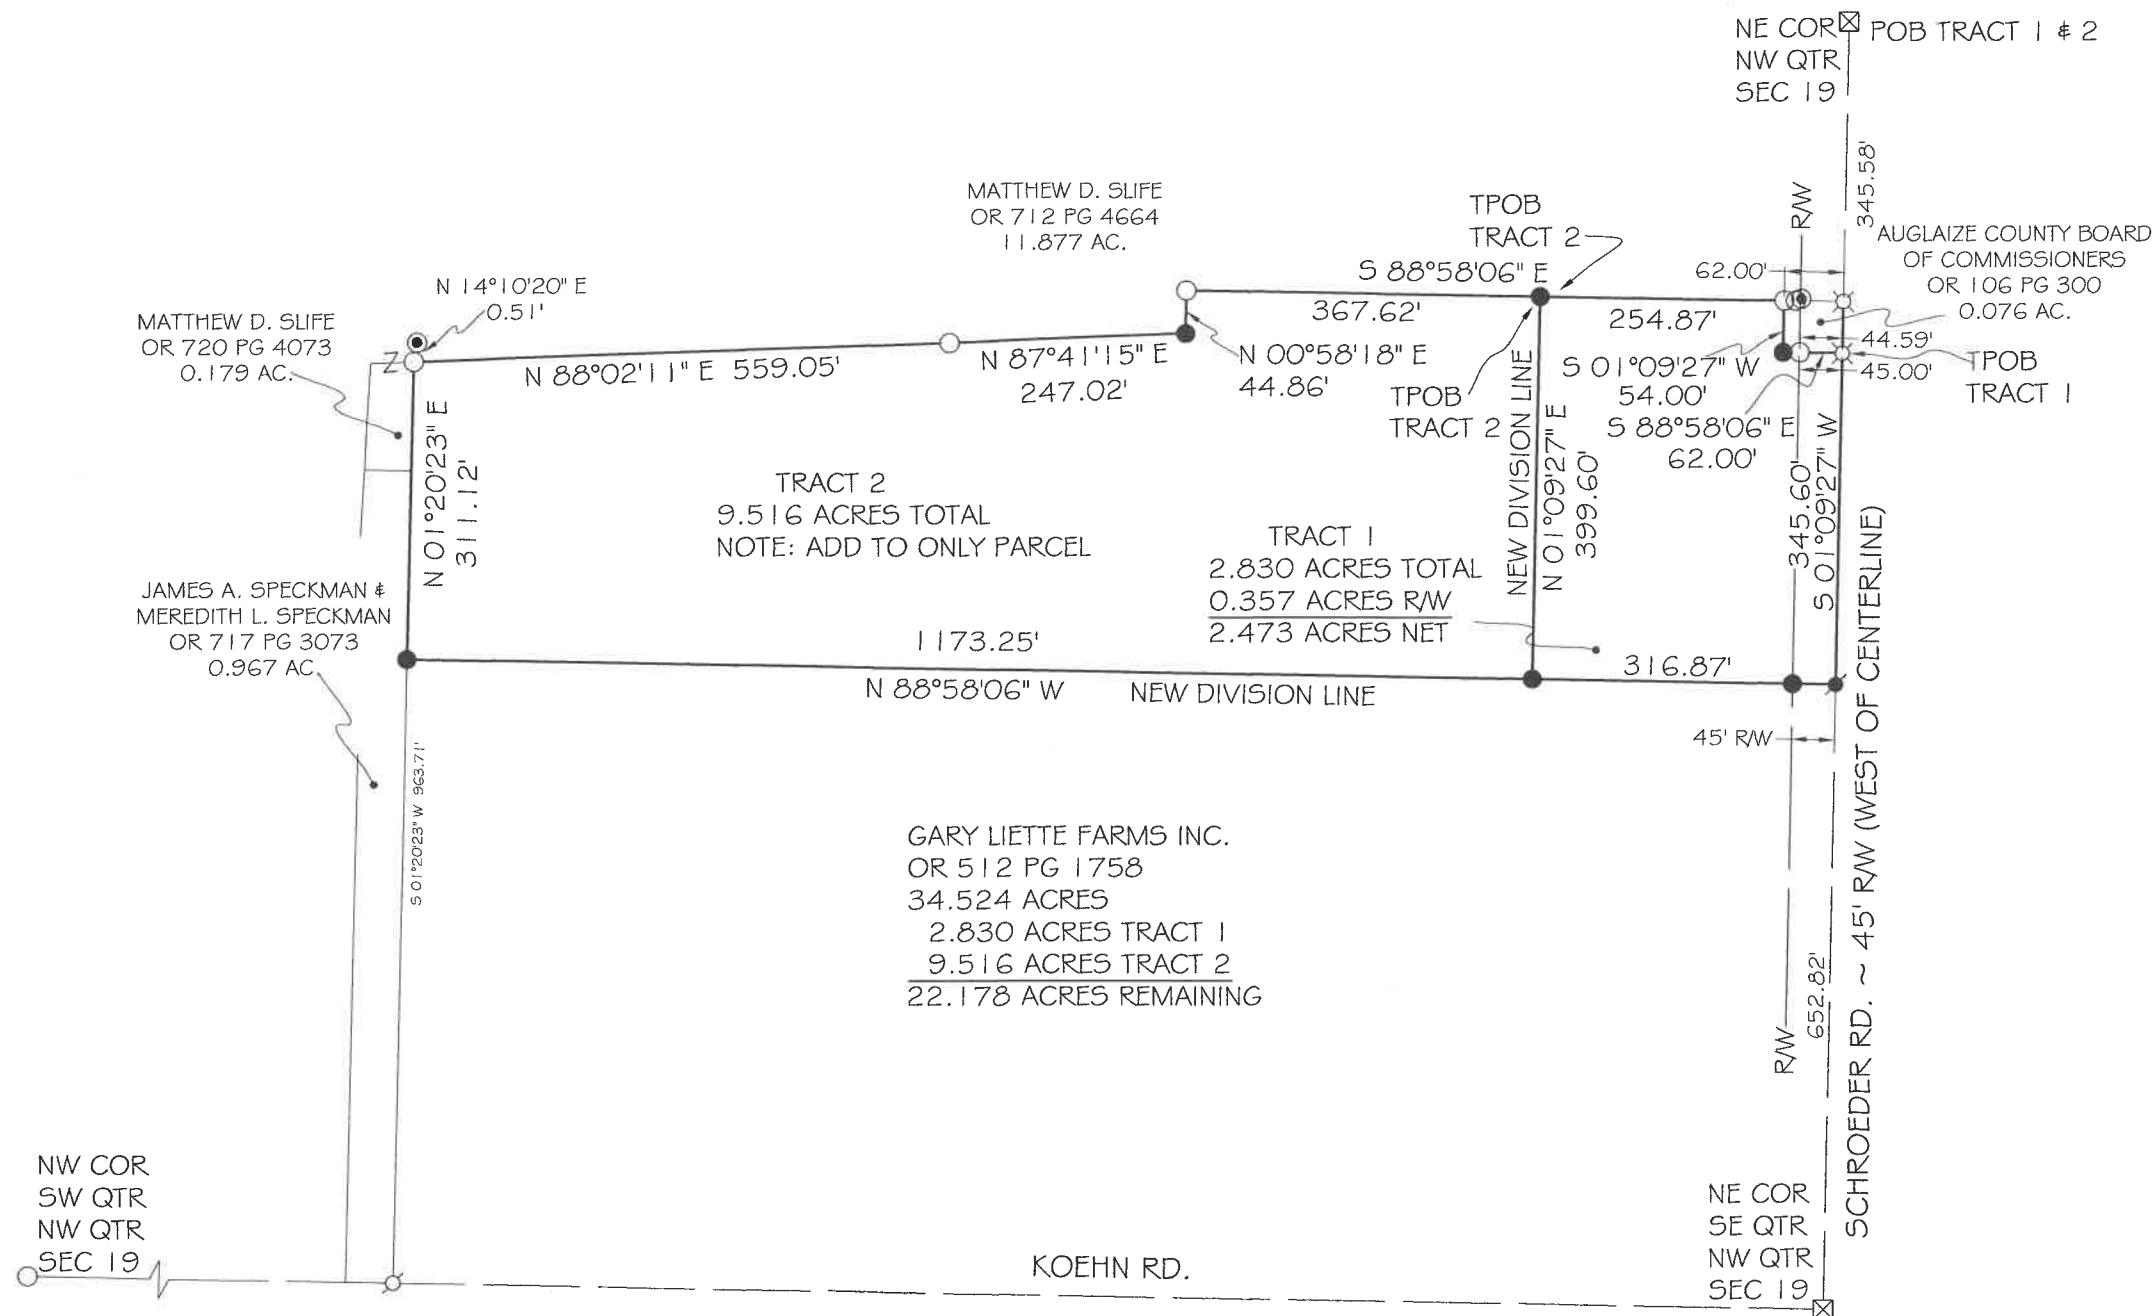 NE COR
NW QTR
SEC 19
POB TRACT 1 & 2
345.58'
R/W
AUGLAIZE COUNTY BOARD
OF COMMISSIONERS
OR 106 PG 300
0.076 AC.
MATTHEW D. SLIFE
OR 712 PG 4664
11.877 AC.
TPOB
TRACT 2
S 88°58'06" E
367.62'
254.87'
62.00'
44.59'
45.00'
TPOB
TRACT 1
N 14°10'20" E
0.51'
MATTHEW D. SLIFE
OR 720 PG 4073
0.179 AC.
Z
N 88°02'11" E 559.05'
N 87°41'15" E
247.02'
N 00°58'18" E
44.86'
TPOB
TRACT 2
S 01°09'27" W
54.00'
S 88°58'06" E
62.00'
N 01°20'23" E
311.12'
TRACT 2
9.516 ACRES TOTAL
NOTE: ADD TO ONLY PARCEL
TRACT 1
2.830 ACRES TOTAL
0.357 ACRES R/W
2.473 ACRES NET
NEW DIVISION LINE
N 01°09'27" E
399.60'
345.60'
S 01°09'27" W
JAMES A. SPECKMAN &
MEREDITH L. SPECKMAN
OR 717 PG 3073
0.967 AC.
1173.25'
N 88°58'06" W
NEW DIVISION LINE
316.87'
45' R/W
S 01°20'23" W 963.71'
GARY LIETTE FARMS INC.
OR 512 PG 1758
34.524 ACRES
2.830 ACRES TRACT 1
9.516 ACRES TRACT 2
22.178 ACRES REMAINING
R/W
652.82'
SCHROEDER RD. ~ 45' R/W (WEST OF CENTERLINE)
NW COR
SW QTR
NW QTR
SEC 19
KOEHN RD.
NE COR
SE QTR
NW QTR
SEC 19